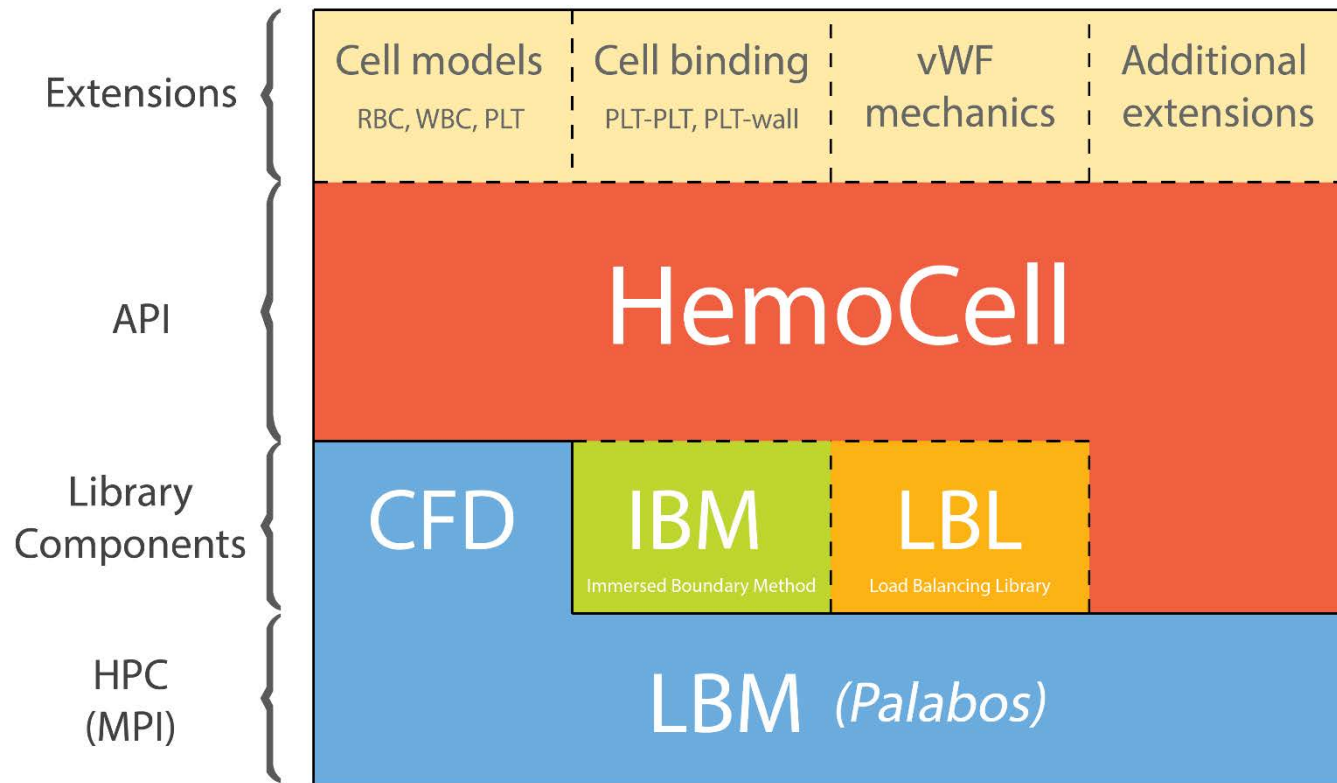 Extensions
Cell models
RBC, WBC, PLT
Cell binding
PLT-PLT, PLT-wall
vWF
mechanics
Additional
extensions
API
HemoCell
Library
Components
CFD
IBM
Immersed Boundary Method
LBL
Load Balancing Library
HPC
(MPI)
LBM (Palabos)